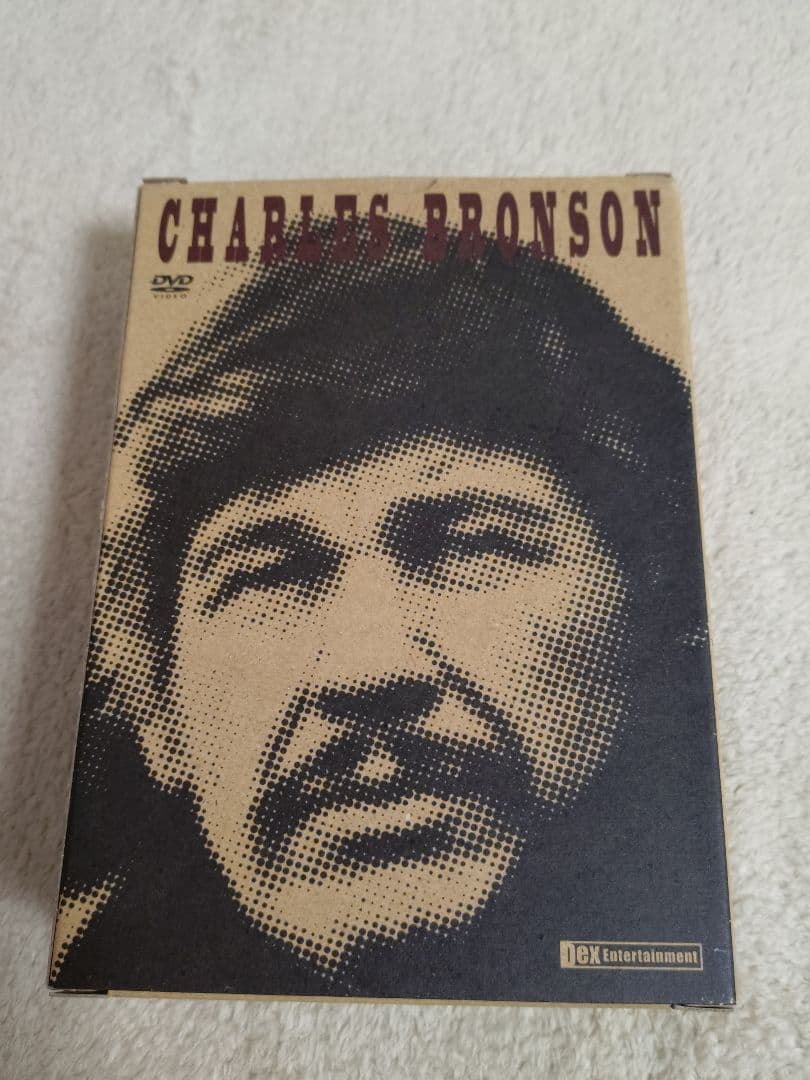 CHARLES BRONSON
DVD
VIDEO
Dex Entertainment